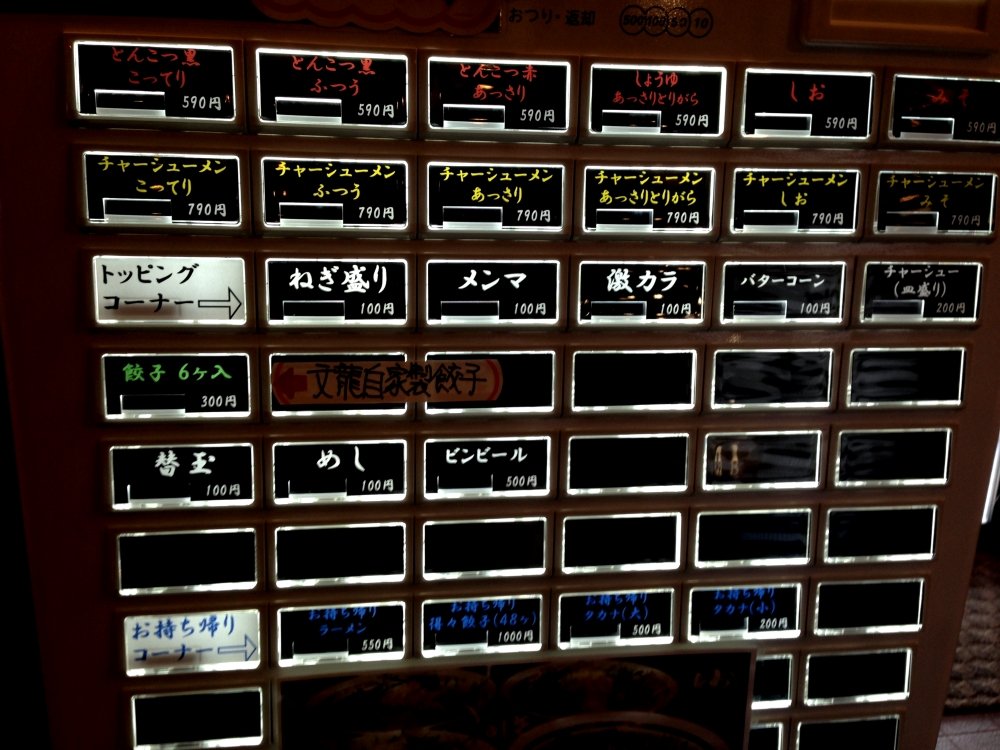 おつり・返却 500 100 50 10
とんこつ黒
こってり
590円
とんこつ黒
ふつう
590円
とんこつ赤
あっさり
590円
しょうゆ
あっさりとりがら
590円
しお
590円
みそ
590円
チャーシューメン
こってり
790円
チャーシューメン
ふつう
790円
チャーシューメン
あっさり
790円
チャーシューメン
あっさりとりがら
790円
チャーシューメン
しお
790円
チャーシューメン
みそ
790円
トッピング
コーナー
ねぎ盛り
100円
メンマ
100円
激カラ
100円
バターコーン
100円
チャーシュー
(皿盛り)
200円
餃子 6ヶ入
300円
文龍自家製餃子
替玉
100円
めし
100円
ビンビール
500円
お持ち帰り
コーナー
お持ち帰り
ラーメン
550円
お持ち帰り
得々餃子(48ヶ)
1000円
お持ち帰り
タカナ(大)
500円
お持ち帰り
タカナ(小)
200円